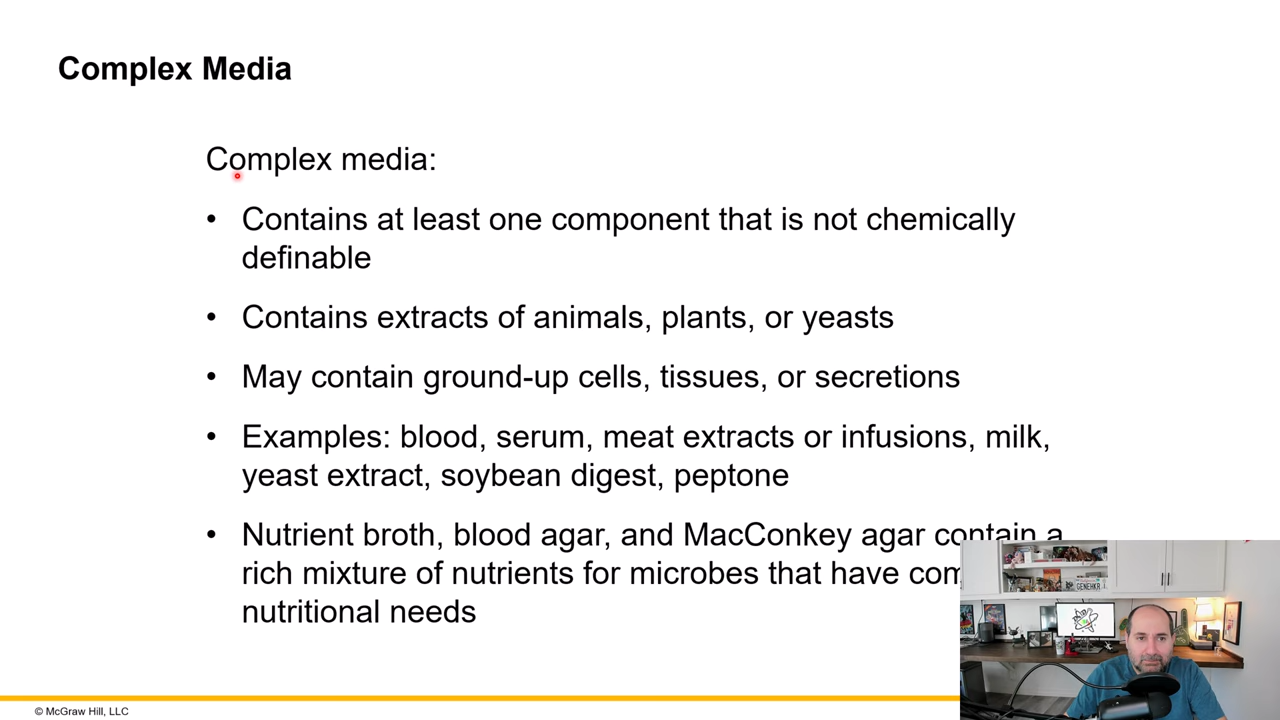 Complex Media
Complex media:
• Contains at least one component that is not chemically
definable
• Contains extracts of animals, plants, or yeasts
• May contain ground-up cells, tissues, or secretions
• Examples: blood, serum, meat extracts or infusions, milk,
yeast extract, soybean digest, peptone
• Nutrient broth, blood agar, and MacConkey agar contain a
rich mixture of nutrients for microbes that have
nutritional needs
© McGraw Hill, LLC